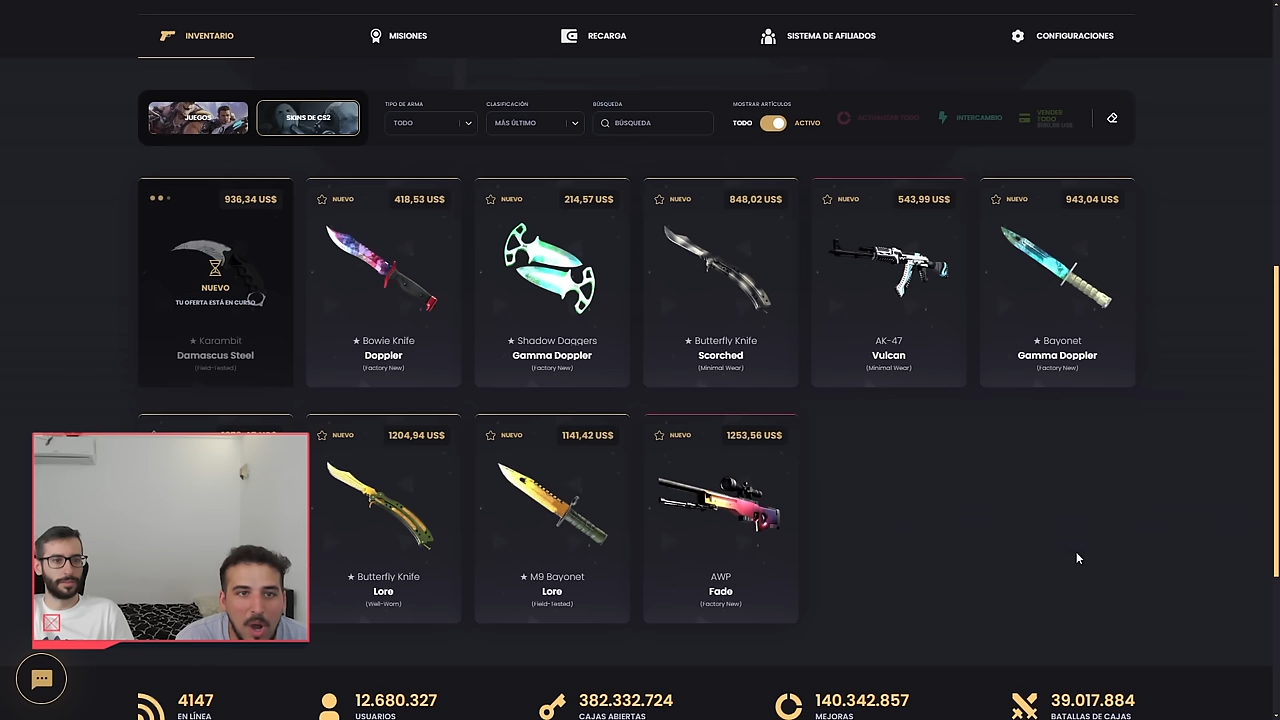 INVENTARIO
MISIONES
RECARGA
SISTEMA DE AFILIADOS
CONFIGURACIONES
JUEGOS
SKINS DE CS2
TIPO DE ARMA
TODO
CLASIFICACIÓN
MÁS ÚLTIMO
BÚSQUEDA
BÚSQUEDA
MOSTRAR ARTÍCULOS
TODO
ACTIVO
INTERCAMBIO
VENDER
TODO
936,34 US$
NUEVO
TU OFERTA ESTÁ EN CURSO
★ Karambit
Damascus Steel
(Field-Tested)
NUEVO
418,53 US$
★ Bowie Knife
Doppler
(Factory New)
NUEVO
214,57 US$
★ Shadow Daggers
Gamma Doppler
(Factory New)
NUEVO
848,02 US$
★ Butterfly Knife
Scorched
(Minimal Wear)
NUEVO
543,99 US$
AK-47
Vulcan
(Minimal Wear)
NUEVO
943,04 US$
★ Bayonet
Gamma Doppler
(Factory New)
NUEVO
1204,94 US$
★ Butterfly Knife
Lore
(Well-Worn)
NUEVO
1141,42 US$
★ M9 Bayonet
Lore
(Field-Tested)
NUEVO
1253,56 US$
AWP
Fade
(Factory New)
4147
EN LÍNEA
12.680.327
USUARIOS
382.332.724
CAJAS ABIERTAS
140.342.857
MEJORAS
39.017.884
BATALLAS DE CAJAS